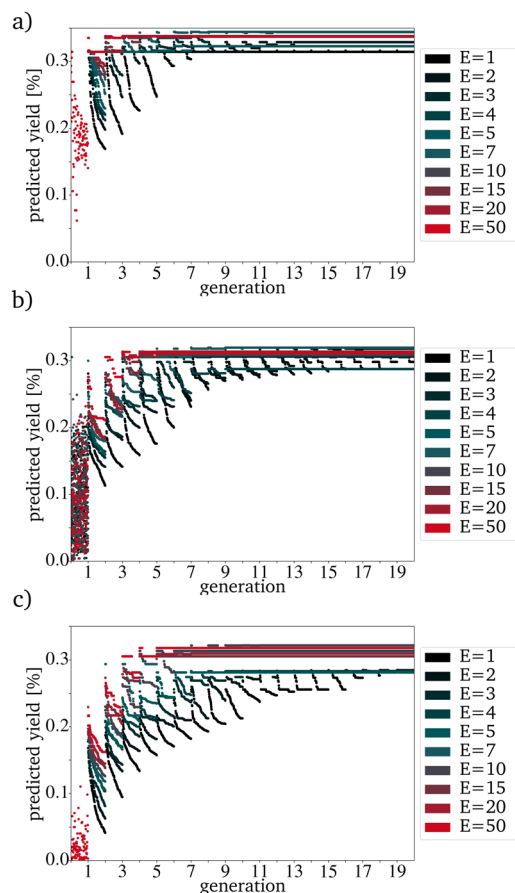 a)
predicted yield [%]
0.3
0.2
0.1
0.0
1 3 5 7 9 11 13 15 17 19
generation
E=1
E=2
E=3
E=4
E=5
E=7
E=10
E=15
E=20
E=50
b)
predicted yield [%]
0.3
0.2
0.1
0.0
1 3 5 7 9 11 13 15 17 19
generation
E=1
E=2
E=3
E=4
E=5
E=7
E=10
E=15
E=20
E=50
c)
predicted yield [%]
0.3
0.2
0.1
0.0
1 3 5 7 9 11 13 15 17 19
generation
E=1
E=2
E=3
E=4
E=5
E=7
E=10
E=15
E=20
E=50